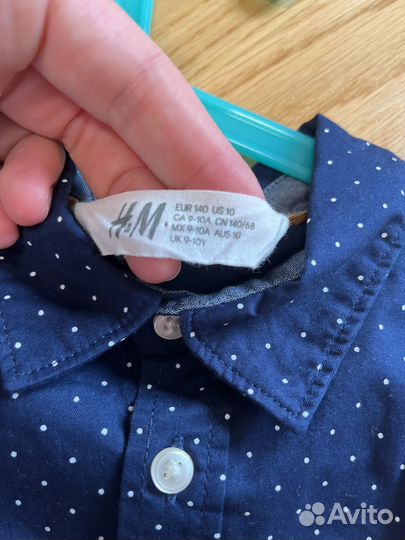 H&M
EUR 140 US 10
CA 9-10A CN 140/68
MX 9-10A AUS 10
UK 9-10Y
Avito